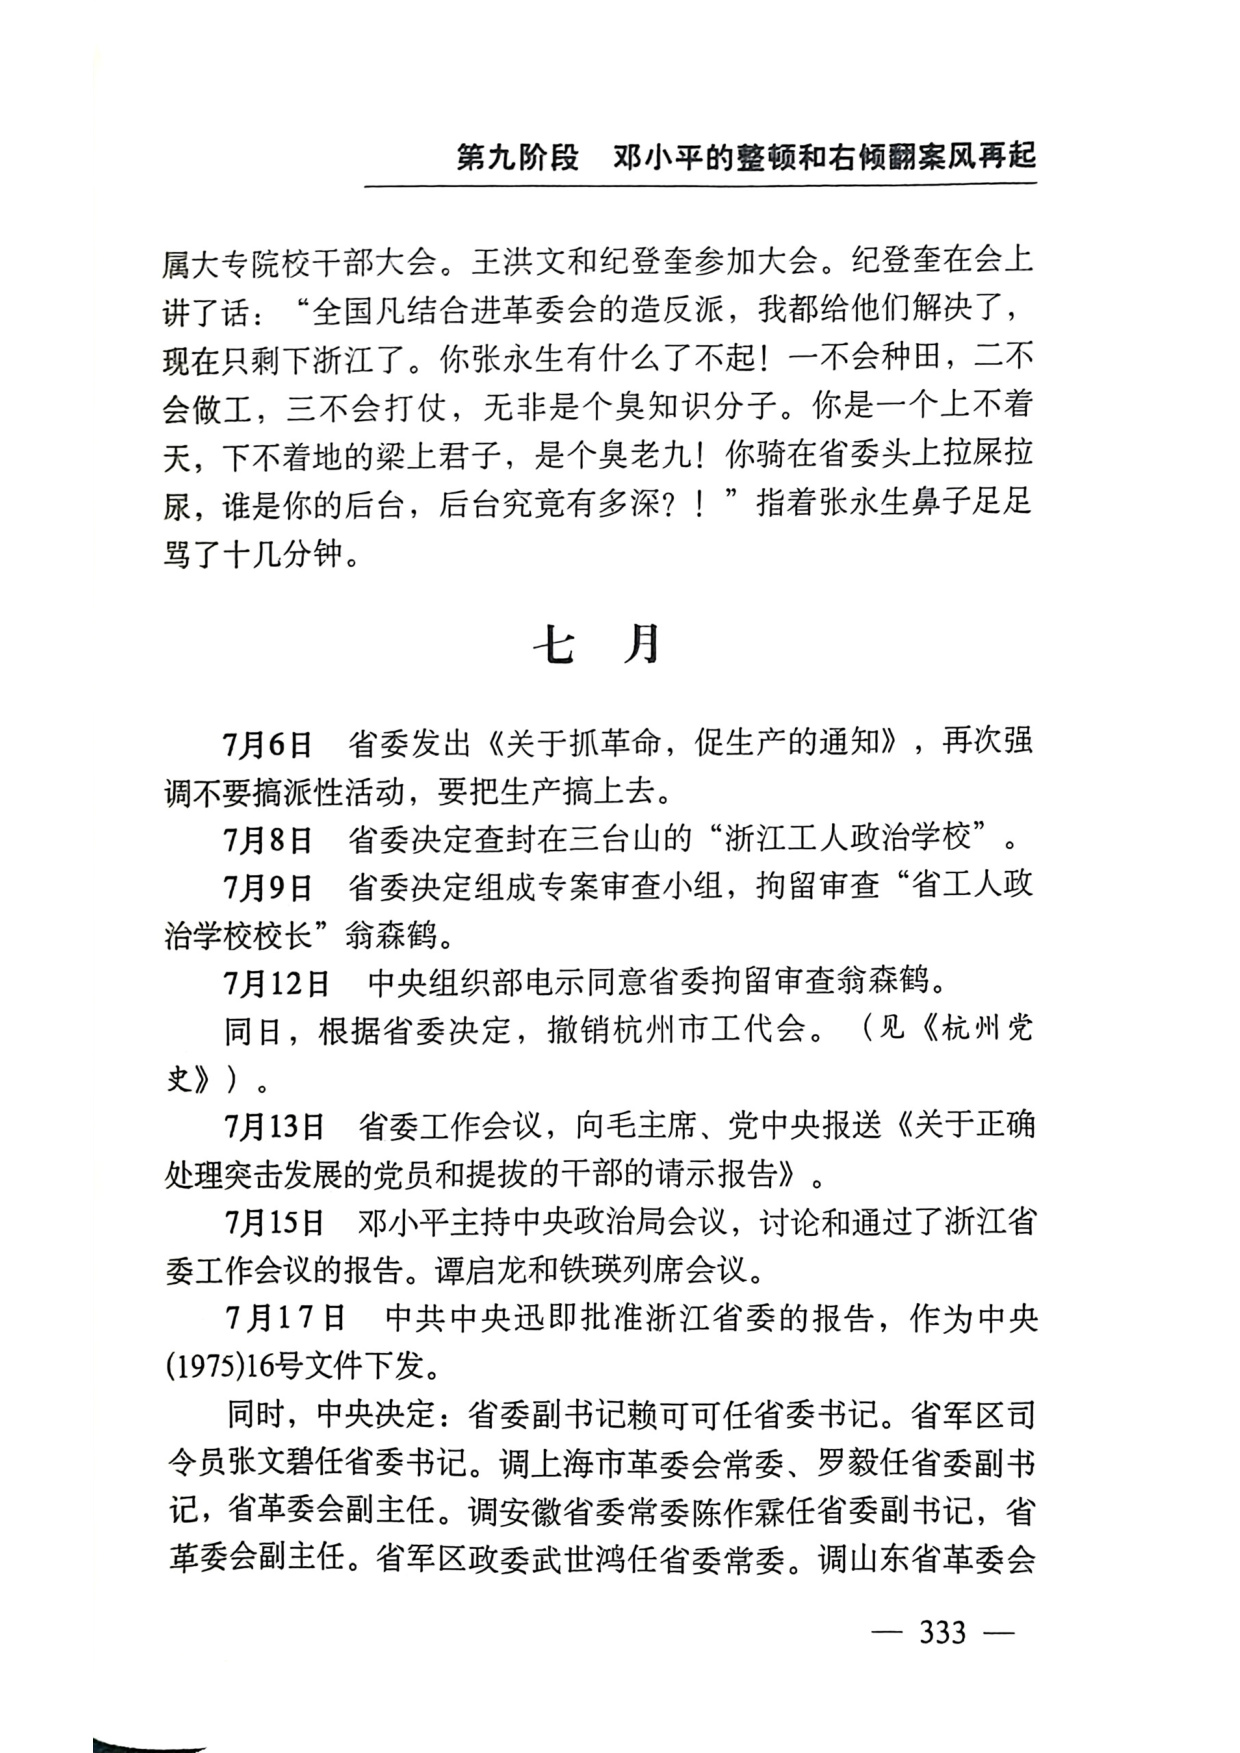 第九阶段　邓小平的整顿和右倾翻案风再起
属大专院校干部大会。王洪文和纪登奎参加大会。纪登奎在会上
讲了话：“全国凡结合进革委会的造反派，我都给他们解决了，
现在只剩下浙江了。你张永生有什么了不起！一不会种田，二不
会做工，三不会打仗，无非是个臭知识分子。你是一个上不着
天，下不着地的梁上君子，是个臭老九！你骑在省委头上拉屎拉
尿，谁是你的后台，后台究竟有多深？！”指着张永生鼻子足足
骂了十几分钟。
七　月
7月6日　省委发出《关于抓革命，促生产的通知》，再次强
调不要搞派性活动，要把生产搞上去。
7月8日　省委决定查封在三台山的“浙江工人政治学校”。
7月9日　省委决定组成专案审查小组，拘留审查“省工人政
治学校校长”翁森鹤。
7月12日　中央组织部电示同意省委拘留审查翁森鹤。
同日，根据省委决定，撤销杭州市工代会。（见《杭州党
史》）。
7月13日　省委工作会议，向毛主席、党中央报送《关于正确
处理突击发展的党员和提拔的干部的请示报告》。
7月15日　邓小平主持中央政治局会议，讨论和通过了浙江省
委工作会议的报告。谭启龙和铁瑛列席会议。
7月17日　中共中央迅即批准浙江省委的报告，作为中央
(1975)16号文件下发。
同时，中央决定：省委副书记赖可可任省委书记。省军区司
令员张文碧任省委书记。调上海市革委会常委、罗毅任省委副书
记，省革委会副主任。调安徽省委常委陈作霖任省委副书记，省
革委会副主任。省军区政委武世鸿任省委常委。调山东省革委会
— 333 —